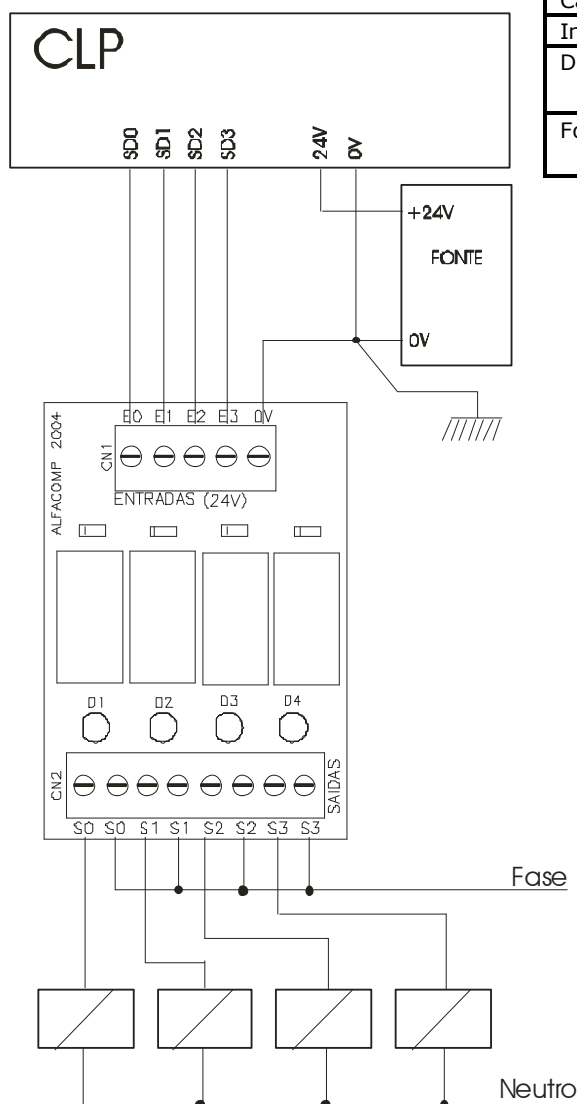 CLP
SD0 SD1 SD2 SD3 24V 0V
+24V
FONTE
0V
ALFACOMP 2004
E0 E1 E2 E3 0V
CN1
ENTRADAS (24V)
D1 D2 D3 D4
CN2
SAIDAS
S0 S0 S1 S1 S2 S2 S3 S3
Fase
Neutro